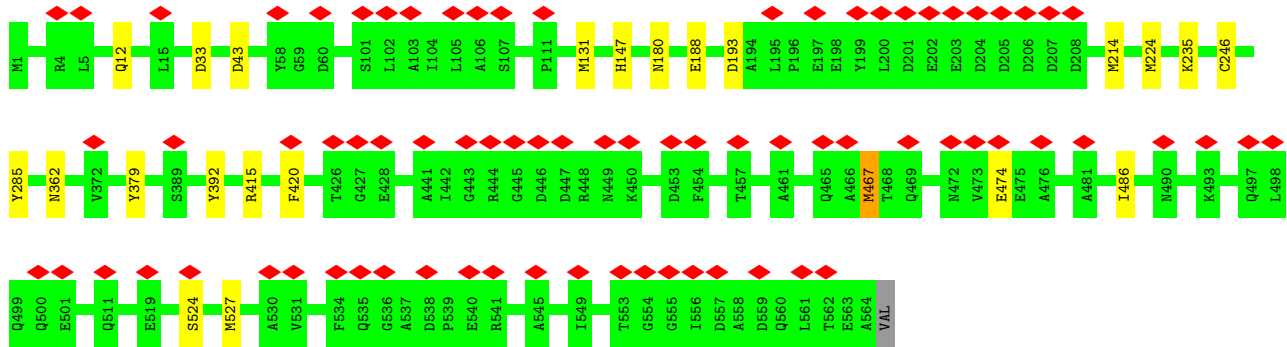 M1 R4 L5 Q12 L15 D33 D43 Y58 G59 D60 S101 L102 A103 I104 L105 A106 S107 P111 M131 H147 N180 E188 D193 A194 L195 P196 E197 E198 Y199 L200 D201 E202 E203 D204 D205 D206 D207 D208 M214 M224 K235 C246
Y285 N362 V372 Y379 S389 Y392 R415 F420 T426 G427 E428 A441 I442 G443 R444 G445 D446 D447 R448 N449 K450 D453 F454 T457 A461 Q465 A466 M467 T468 Q469 N472 V473 E474 E475 A476 A481 I486 N490 K493 Q497 L498
Q499 Q500 E501 Q511 E519 S524 M527 A530 V531 F534 Q535 G536 A537 D538 P539 E540 R541 A545 I549 T553 G554 G555 I556 D557 A558 D559 Q560 L561 T562 E563 A564 VAL